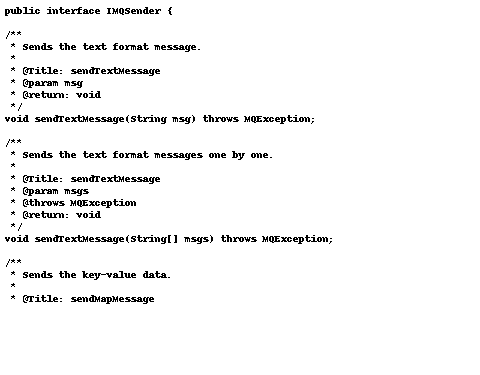 public interface IMQSender {
/**
* Sends the text format message.
*
* @Title: sendTextMessage
* @param msg
* @return: void
*/
void sendTextMessage(String msg) throws MQException;
/**
* Sends the text format messages one by one.
*
* @Title: sendTextMessage
* @param msgs
* @throws MQException
* @return: void
*/
void sendTextMessage(String[] msgs) throws MQException;
/**
* Sends the key-value data.
*
* @Title: sendMapMessage